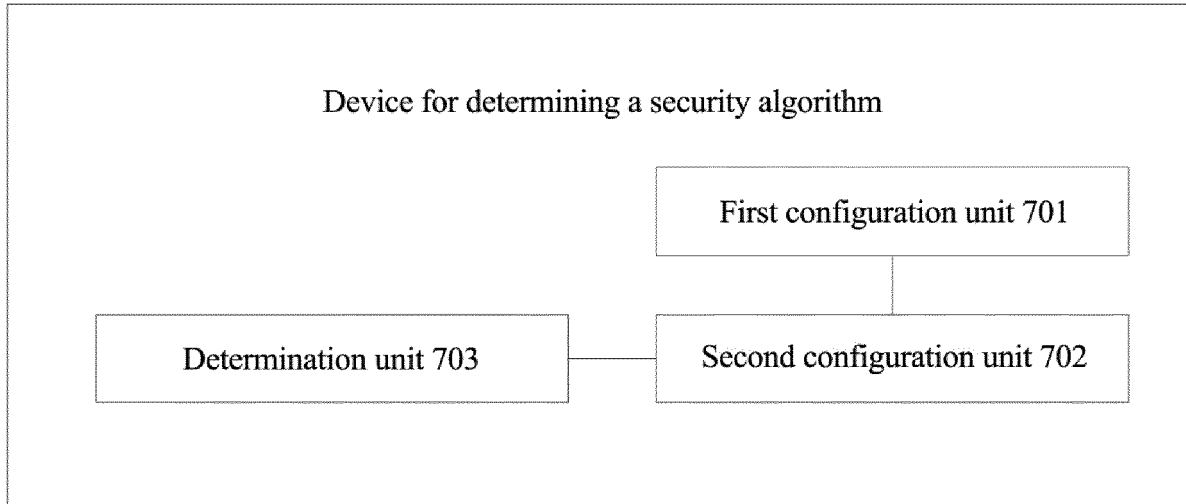 Device for determining a security algorithm
First configuration unit 701
Determination unit 703
Second configuration unit 702